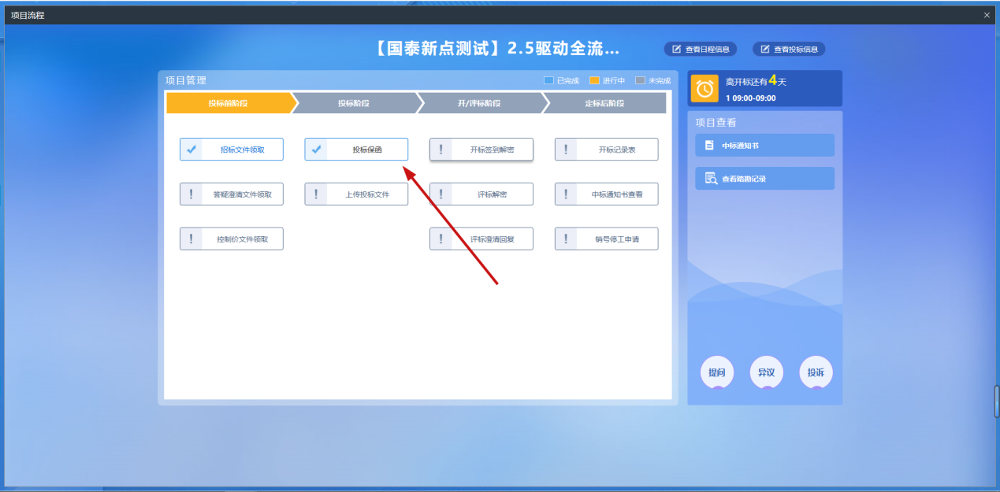 项目流程
【国泰新点测试】2.5驱动全流...
查看日程信息
查看投标信息
项目管理
已完成
进行中
未完成
投标前阶段
投标阶段
开/评标阶段
定标后阶段
招标文件领取
投标保函
开标签到解密
开标记录表
答疑澄清文件领取
上传投标文件
评标解密
中标通知书查看
控制价文件领取
评标澄清回复
销号停工申请
离开标还有4天
1 09:00-09:00
项目查看
中标通知书
查看踏勘记录
提问
异议
投诉